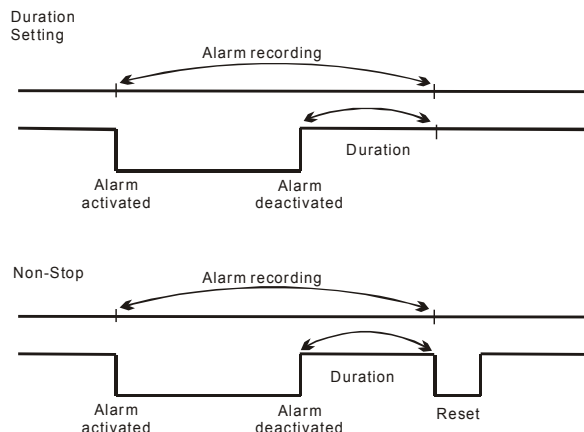 Duration
Setting
Alarm recording
Duration
Alarm
activated
Alarm
deactivated
Non-Stop
Alarm recording
Duration
Alarm
activated
Alarm
deactivated
Reset